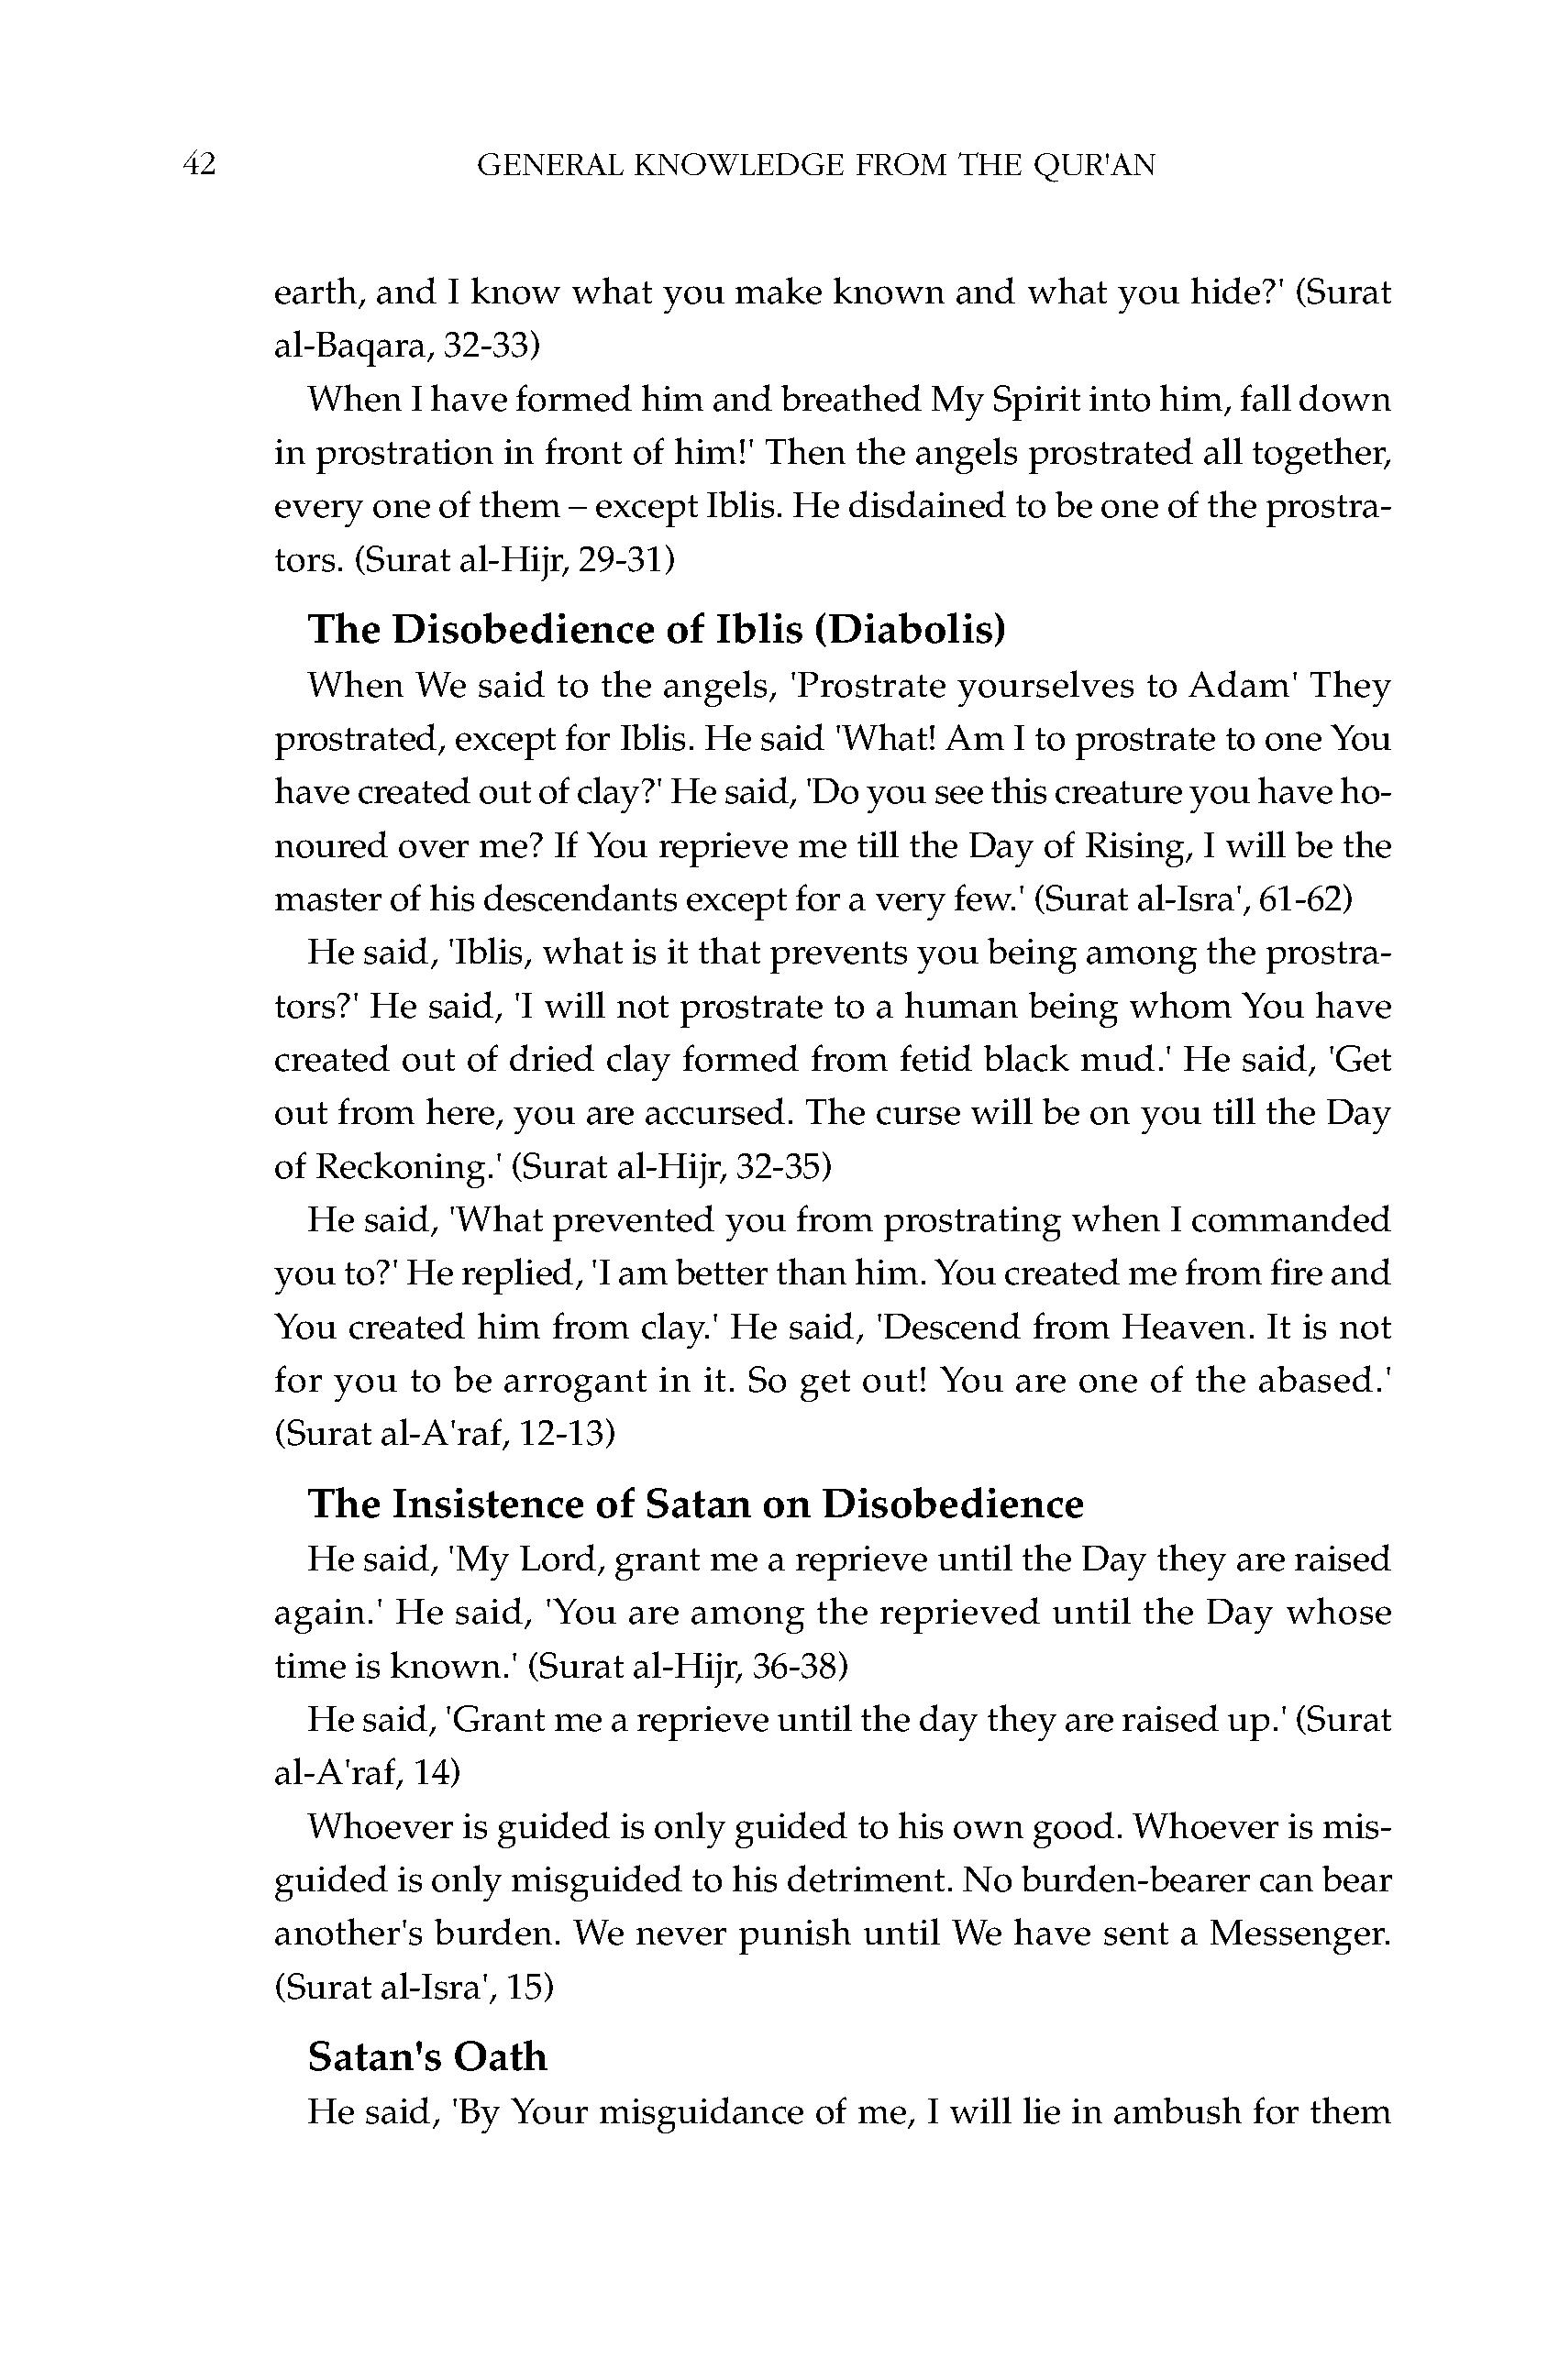 42 GENERAL KNOWLEDGE FROM THE QUR'AN
earth, and I know what you make known and what you hide?' (Surat
al-Baqara, 32-33)
When I have formed him and breathed My Spirit into him, fall down
in prostration in front of him!' Then the angels prostrated all together,
every one of them – except Iblis. He disdained to be one of the prostra-
tors. (Surat al-Hijr, 29-31)
The Disobedience of Iblis (Diabolis)
When We said to the angels, 'Prostrate yourselves to Adam' They
prostrated, except for Iblis. He said 'What! Am I to prostrate to one You
have created out of clay?' He said, 'Do you see this creature you have ho-
noured over me? If You reprieve me till the Day of Rising, I will be the
master of his descendants except for a very few.' (Surat al-Isra', 61-62)
He said, 'Iblis, what is it that prevents you being among the prostra-
tors?' He said, 'I will not prostrate to a human being whom You have
created out of dried clay formed from fetid black mud.' He said, 'Get
out from here, you are accursed. The curse will be on you till the Day
of Reckoning.' (Surat al-Hijr, 32-35)
He said, 'What prevented you from prostrating when I commanded
you to?' He replied, 'I am better than him. You created me from fire and
You created him from clay.' He said, 'Descend from Heaven. It is not
for you to be arrogant in it. So get out! You are one of the abased.'
(Surat al-A'raf, 12-13)
The Insistence of Satan on Disobedience
He said, 'My Lord, grant me a reprieve until the Day they are raised
again.' He said, 'You are among the reprieved until the Day whose
time is known.' (Surat al-Hijr, 36-38)
He said, 'Grant me a reprieve until the day they are raised up.' (Surat
al-A'raf, 14)
Whoever is guided is only guided to his own good. Whoever is mis-
guided is only misguided to his detriment. No burden-bearer can bear
another's burden. We never punish until We have sent a Messenger.
(Surat al-Isra', 15)
Satan's Oath
He said, 'By Your misguidance of me, I will lie in ambush for them